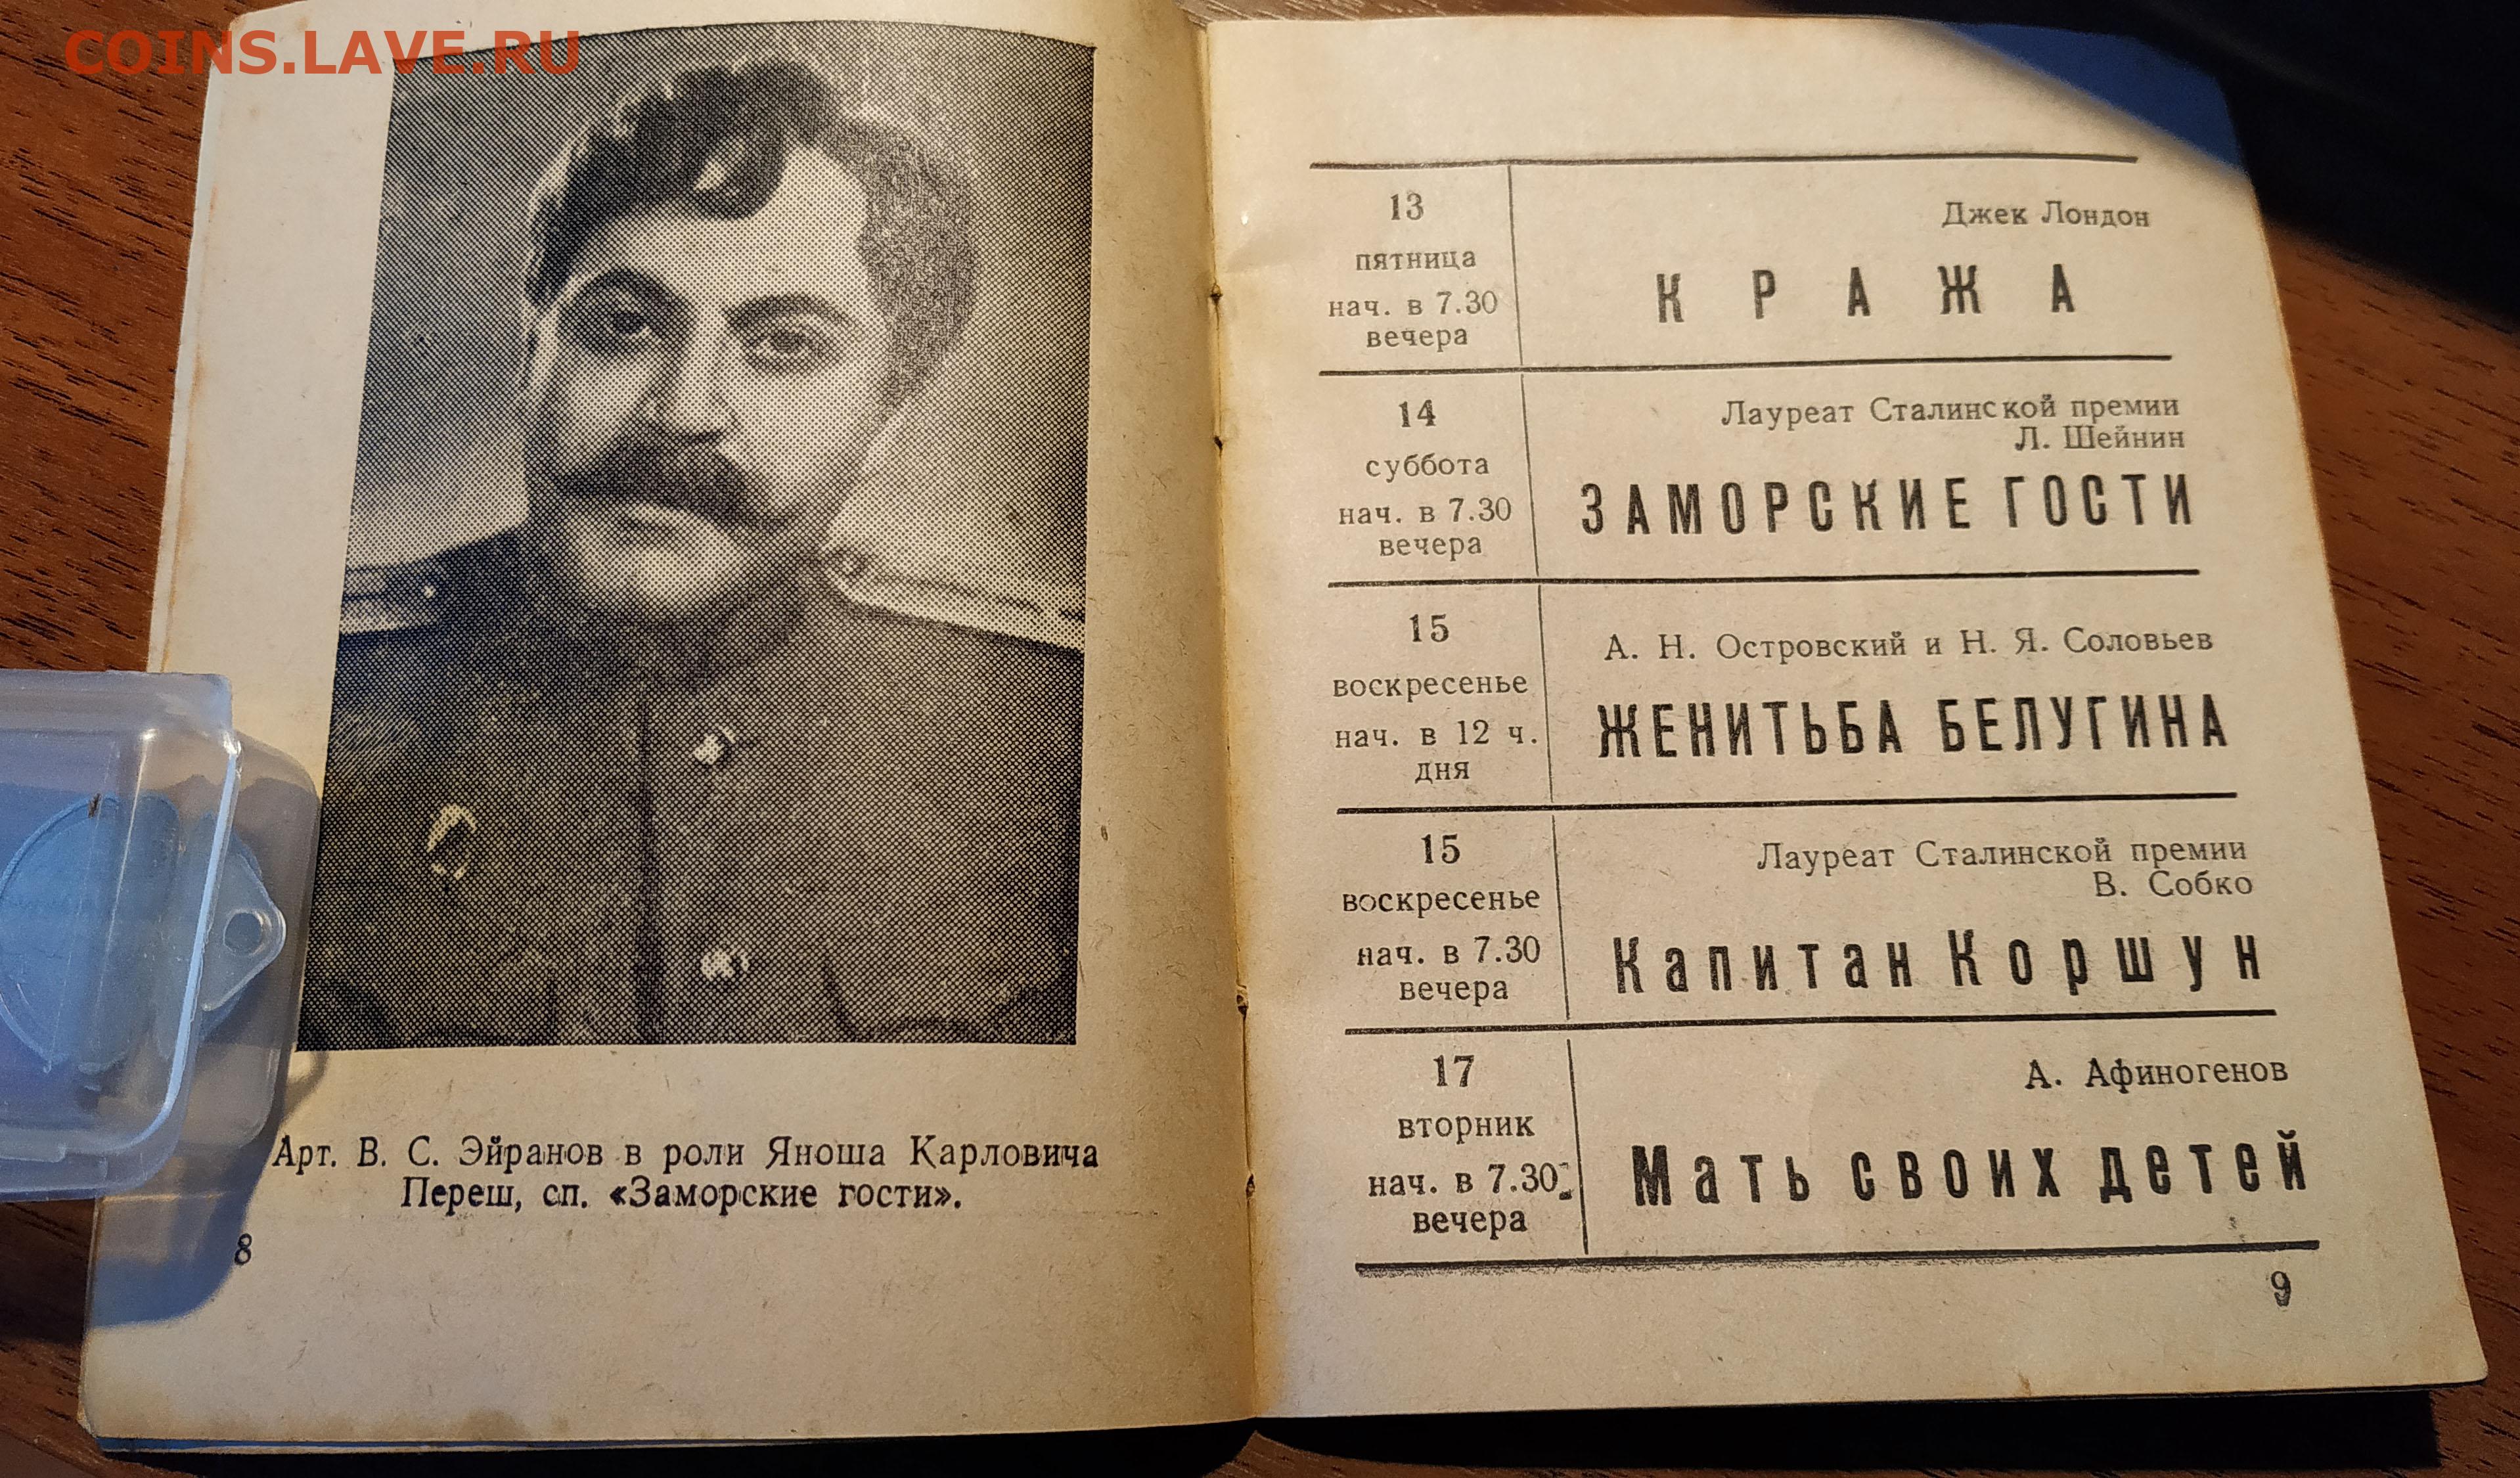 COINS.LAVE.RU
Арт. В. С. Эйранов в роли Яноша Карловича
Переш, сп. «Заморские гости».
8
13
пятница
нач. в 7.30
вечера
Джек Лондон
КРАЖА
14
суббота
нач. в 7.30
вечера
Лауреат Сталинской премии
Л. Шейнин
ЗАМОРСКИЕ ГОСТИ
15
воскресенье
нач. в 12 ч.
дня
А. Н. Островский и Н. Я. Соловьев
ЖЕНИТЬБА БЕЛУГИНА
15
воскресенье
нач. в 7.30
вечера
Лауреат Сталинской премии
В. Собко
Капитан Коршун
17
вторник
нач. в 7.30
вечера
А. Афиногенов
Мать своих детей
9